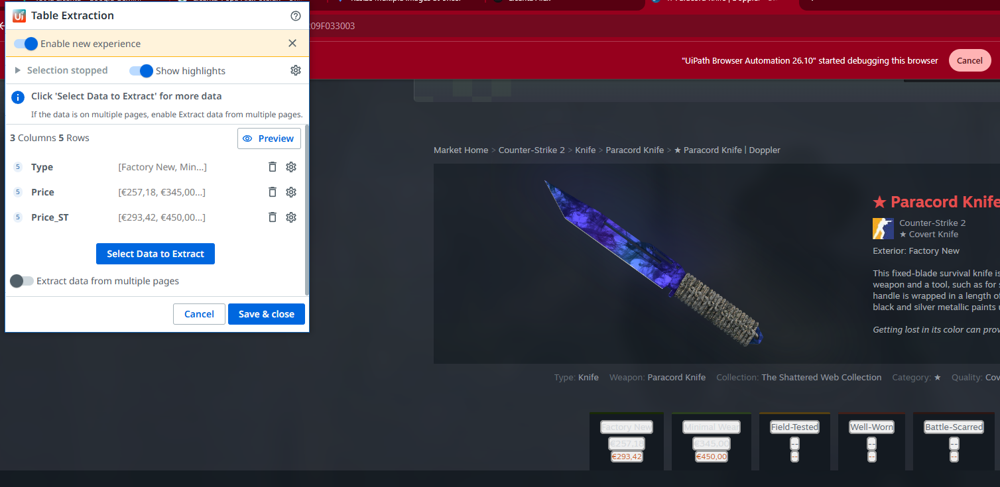 Table Extraction
Enable new experience
Selection stopped
Show highlights
Click 'Select Data to Extract' for more data
If the data is on multiple pages, enable Extract data from multiple pages.
3 Columns 5 Rows
Preview
5 Type [Factory New, Min...]
5 Price [€257,18, €345,00...]
5 Price_ST [€293,42, €450,00...]
Select Data to Extract
Extract data from multiple pages
Cancel
Save & close
09F033003
"UiPath Browser Automation 26.10" started debugging this browser
Cancel
Market Home > Counter-Strike 2 > Knife > Paracord Knife > ★ Paracord Knife | Doppler
★ Paracord Knife
Counter-Strike 2
★ Covert Knife
Exterior: Factory New
This fixed-blade survival knife is
weapon and a tool, such as for
handle is wrapped in a length of
black and silver metallic paints
Getting lost in its color can prov
Type: Knife Weapon: Paracord Knife Collection: The Shattered Web Collection Category: ★ Quality: Cov
Factory New Minimal Wear Field-Tested Well-Worn Battle-Scarred
€257,18 €345,00 -- -- --
€293,42 €450,00 -- -- --